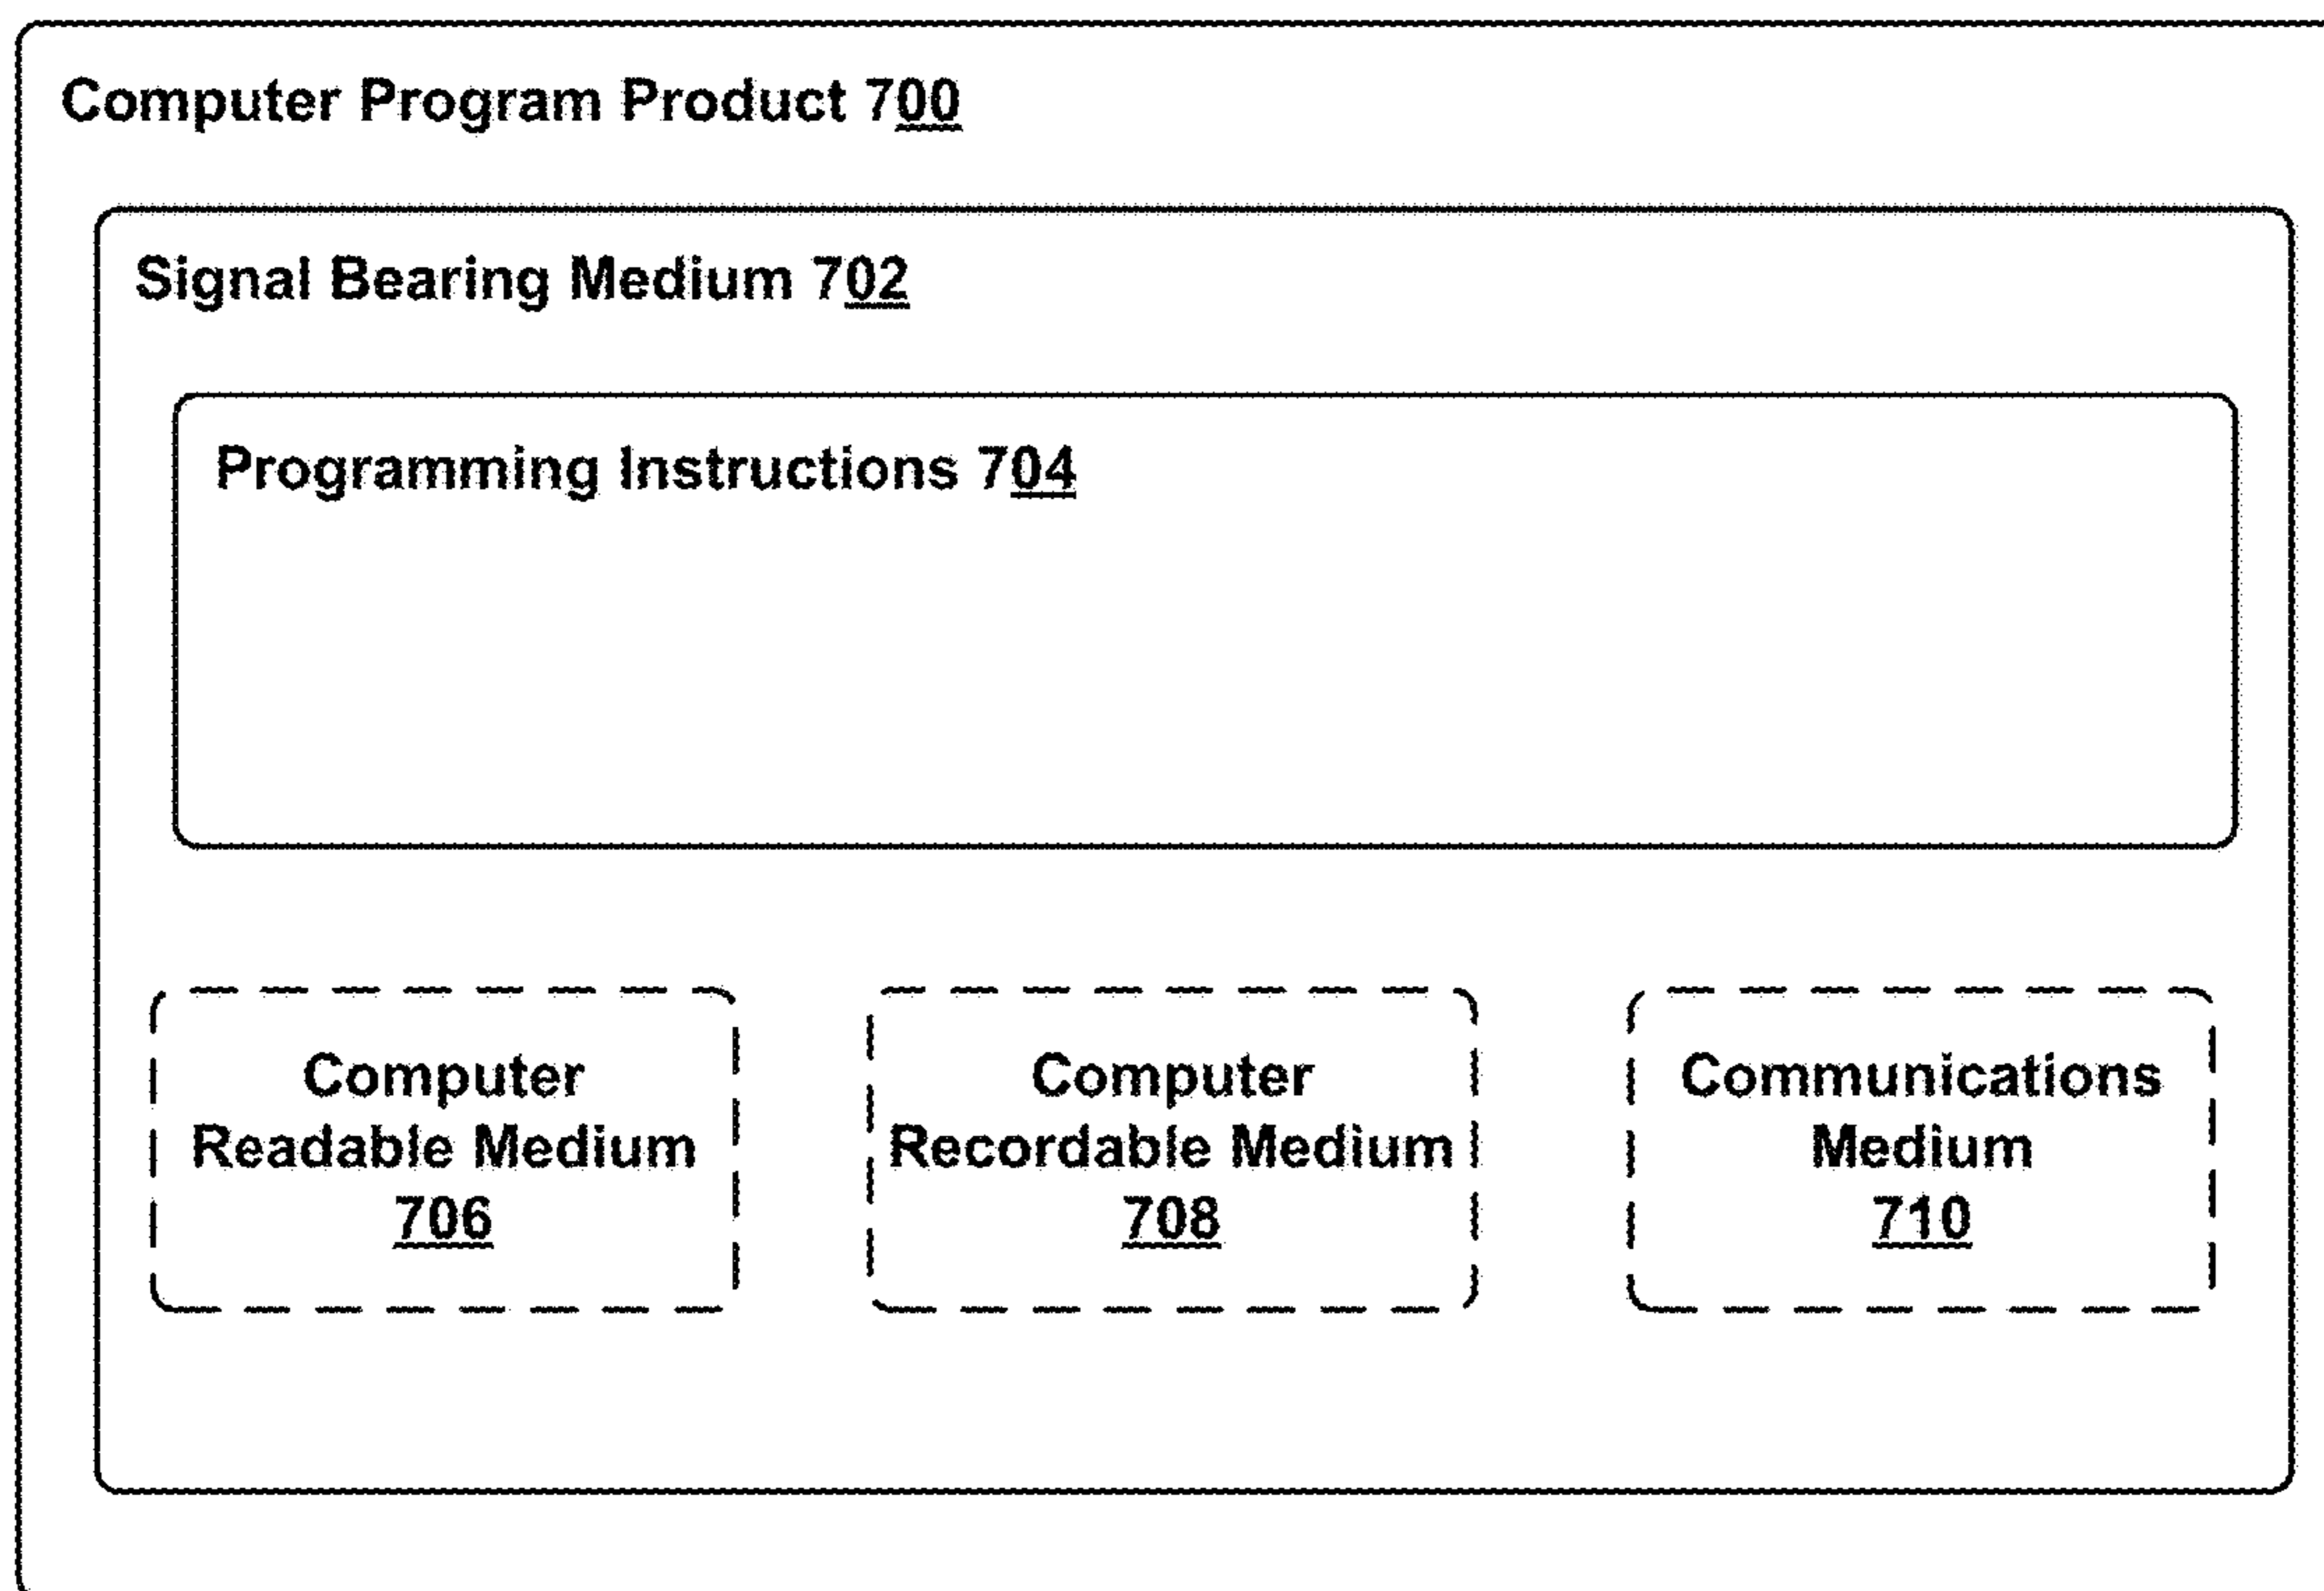 Computer Program Product 700
Signal Bearing Medium 702
Programming Instructions 704
Computer
Readable Medium
706
Computer
Recordable Medium
708
Communications
Medium
710